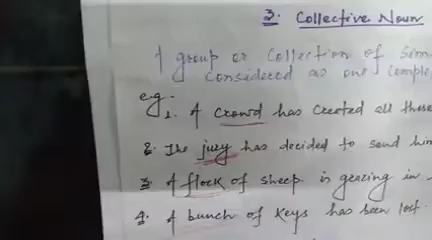 3. Collective Noun
A group or collection of
considered as one
e.g.
1. A crowd has created all these
2. The jury has decided to send him
3. A flock of sheep is grazing in
4. A bunch of keys has been lost.